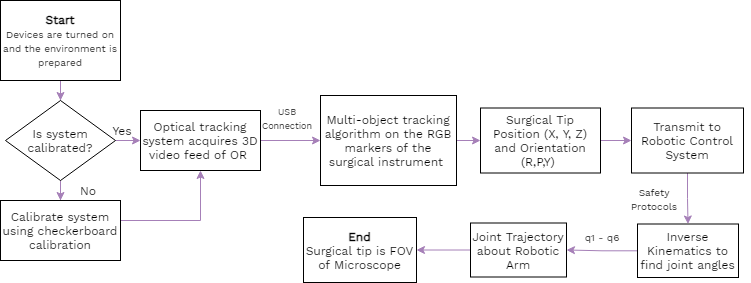 Start
Devices are turned on
and the environment is
prepared
Is system
calibrated?
Yes
No
Calibrate system
using checkerboard
calibration
Optical tracking
system acquires 3D
video feed of OR
USB
Connection
Multi-object tracking
algorithm on the RGB
markers of the
surgical instrument
Surgical Tip
Position (X, Y, Z)
and Orientation
(R,P,Y)
Transmit to
Robotic Control
System
Safety
Protocols
Inverse
Kinematics to
find joint angles
q1 - q6
Joint Trajectory
about Robotic
Arm
End
Surgical tip is FOV
of Microscope